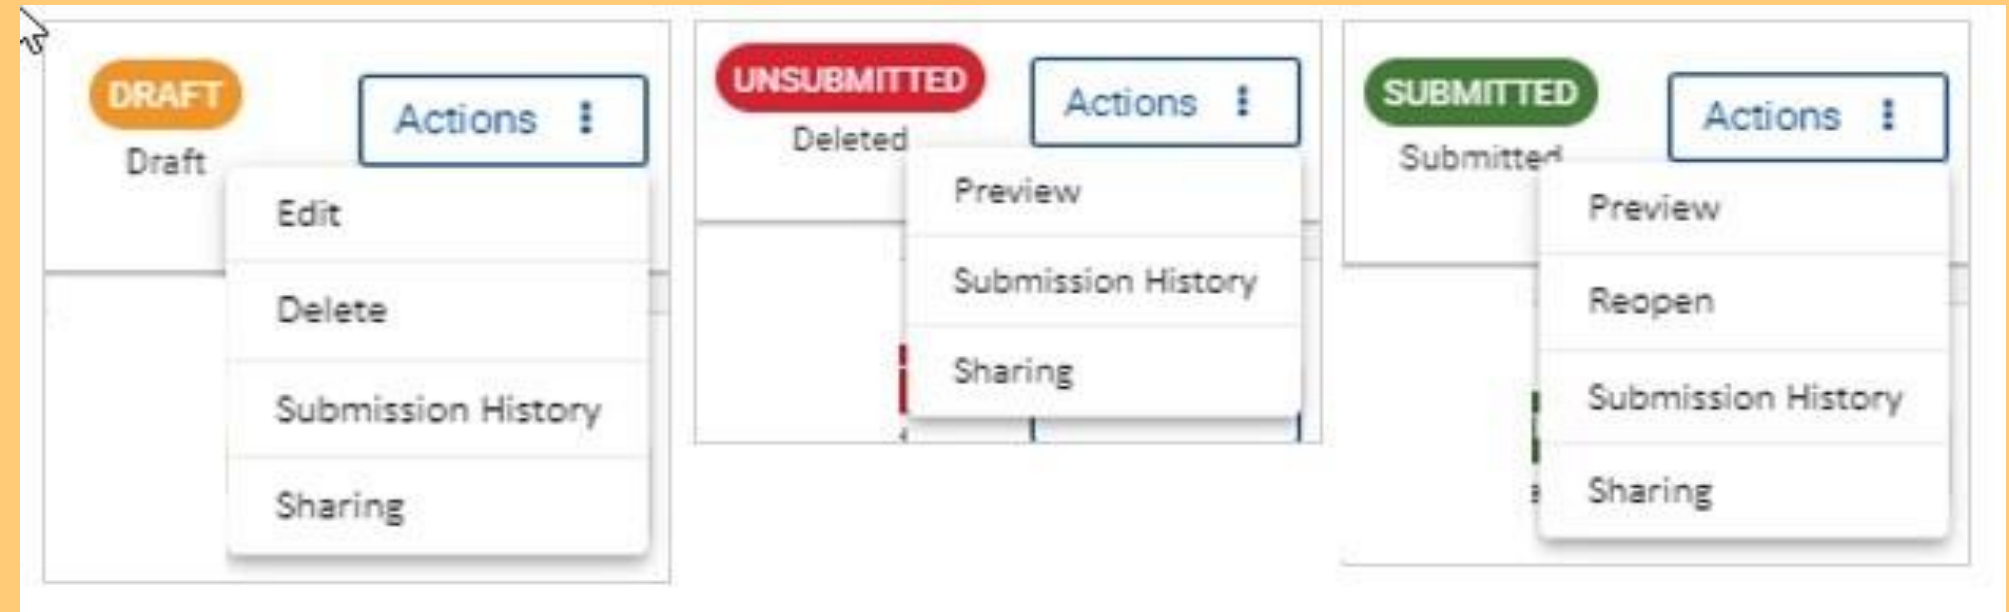 DRAFT
Actions
Draft
Edit
Delete
Submission History
Sharing
UNSUBMITTED
Actions
Deleted
Preview
Submission History
Sharing
SUBMITTED
Actions
Submitted
Preview
Reopen
Submission History
Sharing